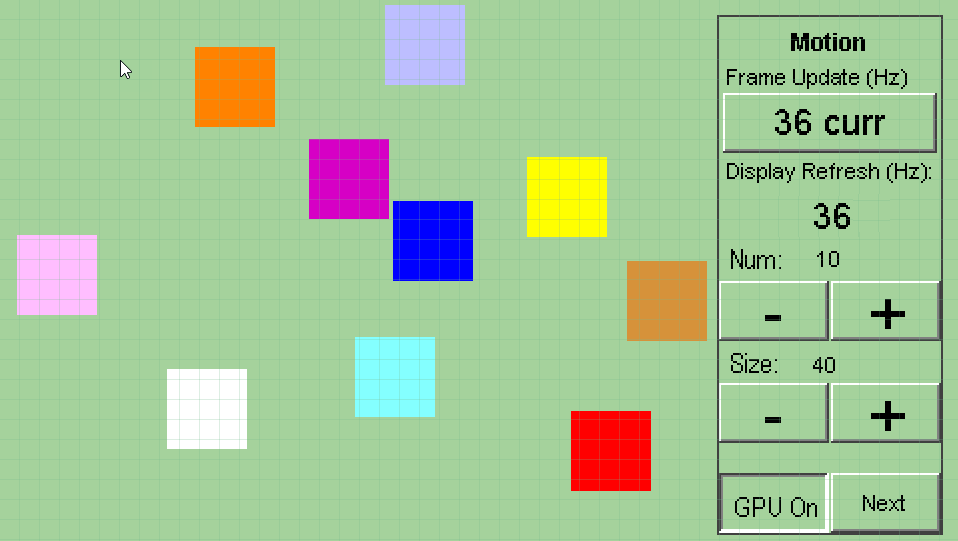 Motion
Frame Update (Hz)
36 curr
Display Refresh (Hz):
36
Num: 10
- +
Size: 40
- +
GPU On Next